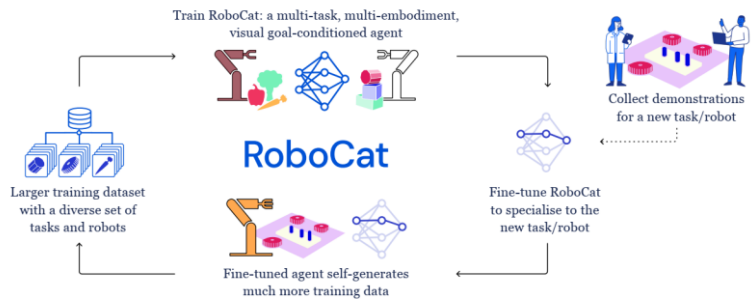 Train RoboCat: a multi-task, multi-embodiment,
visual goal-conditioned agent
Collect demonstrations
for a new task/robot
RoboCat
Larger training dataset
with a diverse set of
tasks and robots
Fine-tune RoboCat
to specialise to the
new task/robot
Fine-tuned agent self-generates
much more training data